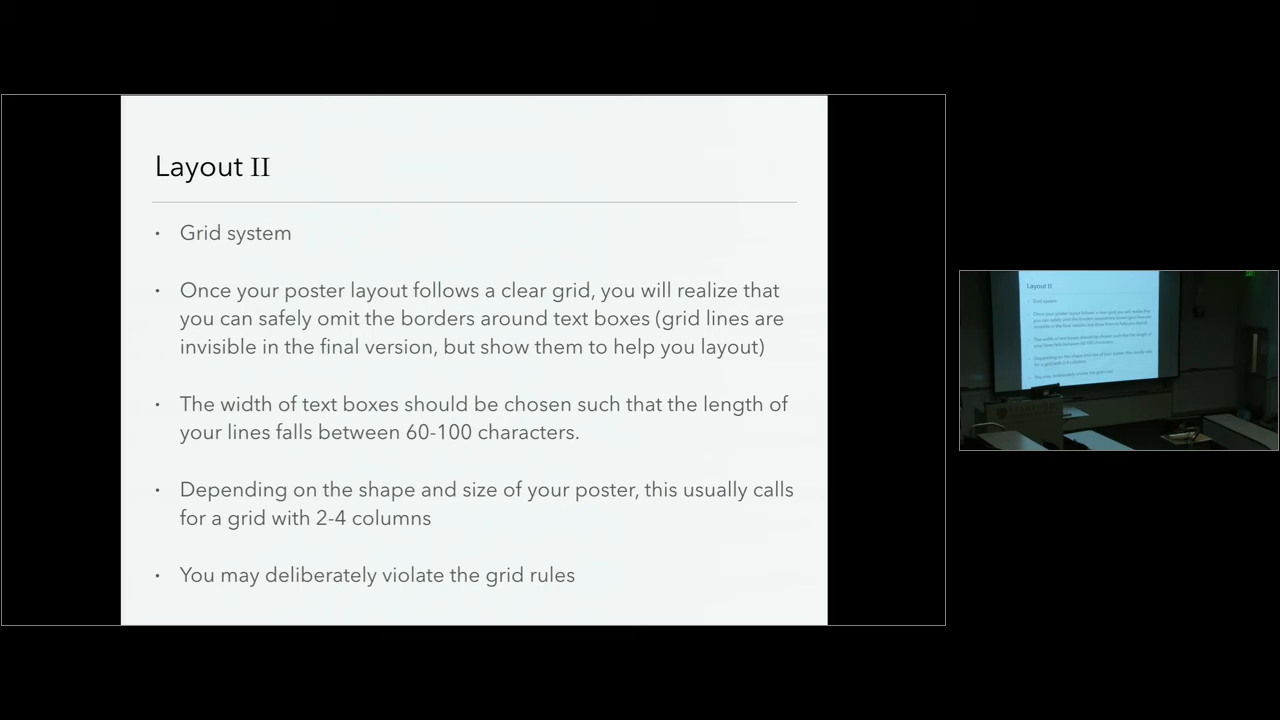 Layout II
• Grid system
• Once your poster layout follows a clear grid, you will realize that
you can safely omit the borders around text boxes (grid lines are
invisible in the final version, but show them to help you layout)
• The width of text boxes should be chosen such that the length of
your lines falls between 60-100 characters.
• Depending on the shape and size of your poster, this usually calls
for a grid with 2-4 columns
• You may deliberately violate the grid rules
Layout II
Grid system